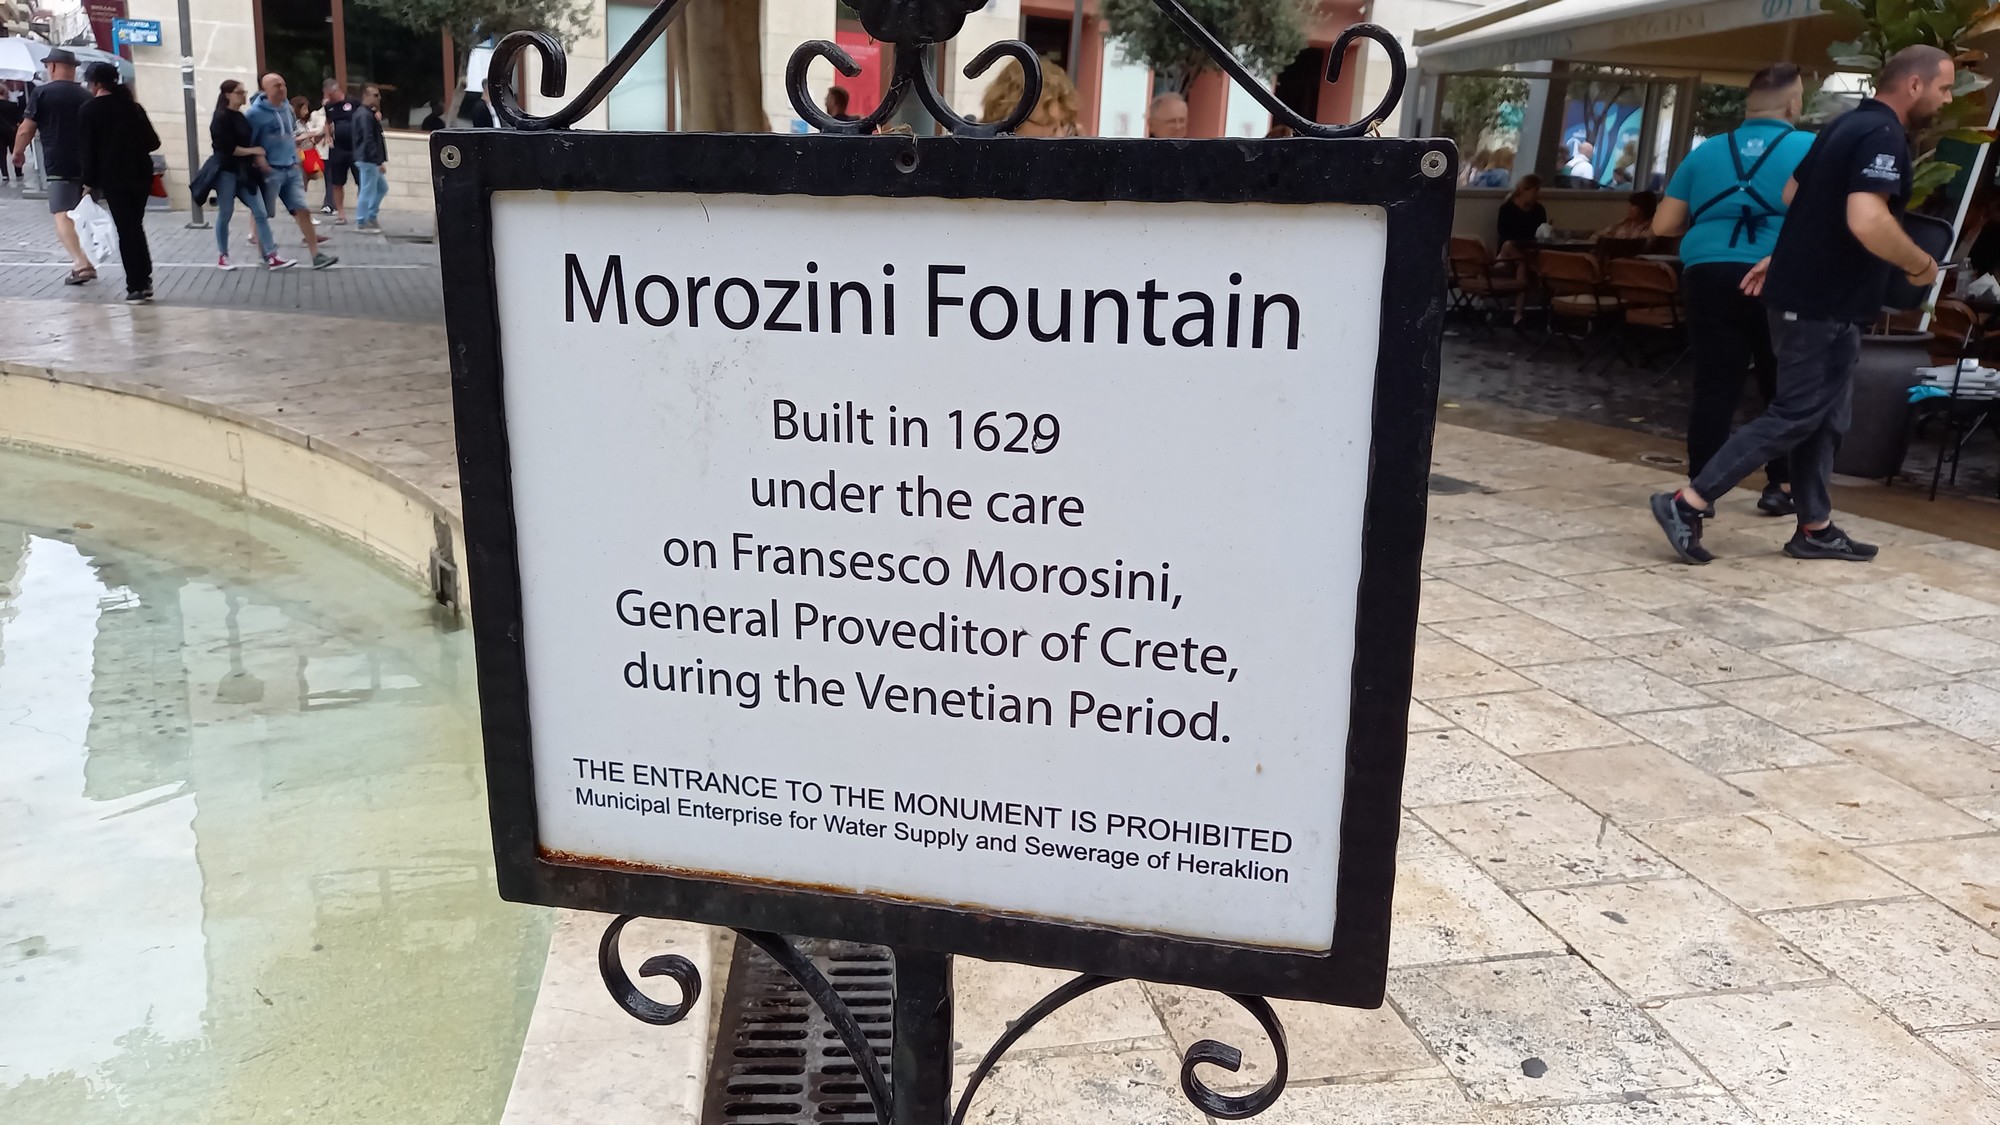 Morozini Fountain
Built in 1629
under the care
on Fransesco Morosini,
General Proveditor of Crete,
during the Venetian Period.
THE ENTRANCE TO THE MONUMENT IS PROHIBITED
Municipal Enterprise for Water Supply and Sewerage of Heraklion